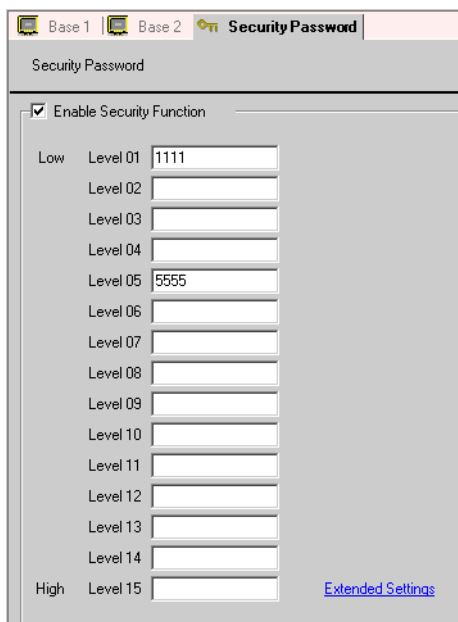 Base 1 Base 2 Security Password
Security Password
Enable Security Function
Low Level 01 1111
Level 02
Level 03
Level 04
Level 05 5555
Level 06
Level 07
Level 08
Level 09
Level 10
Level 11
Level 12
Level 13
Level 14
High Level 15 Extended Settings